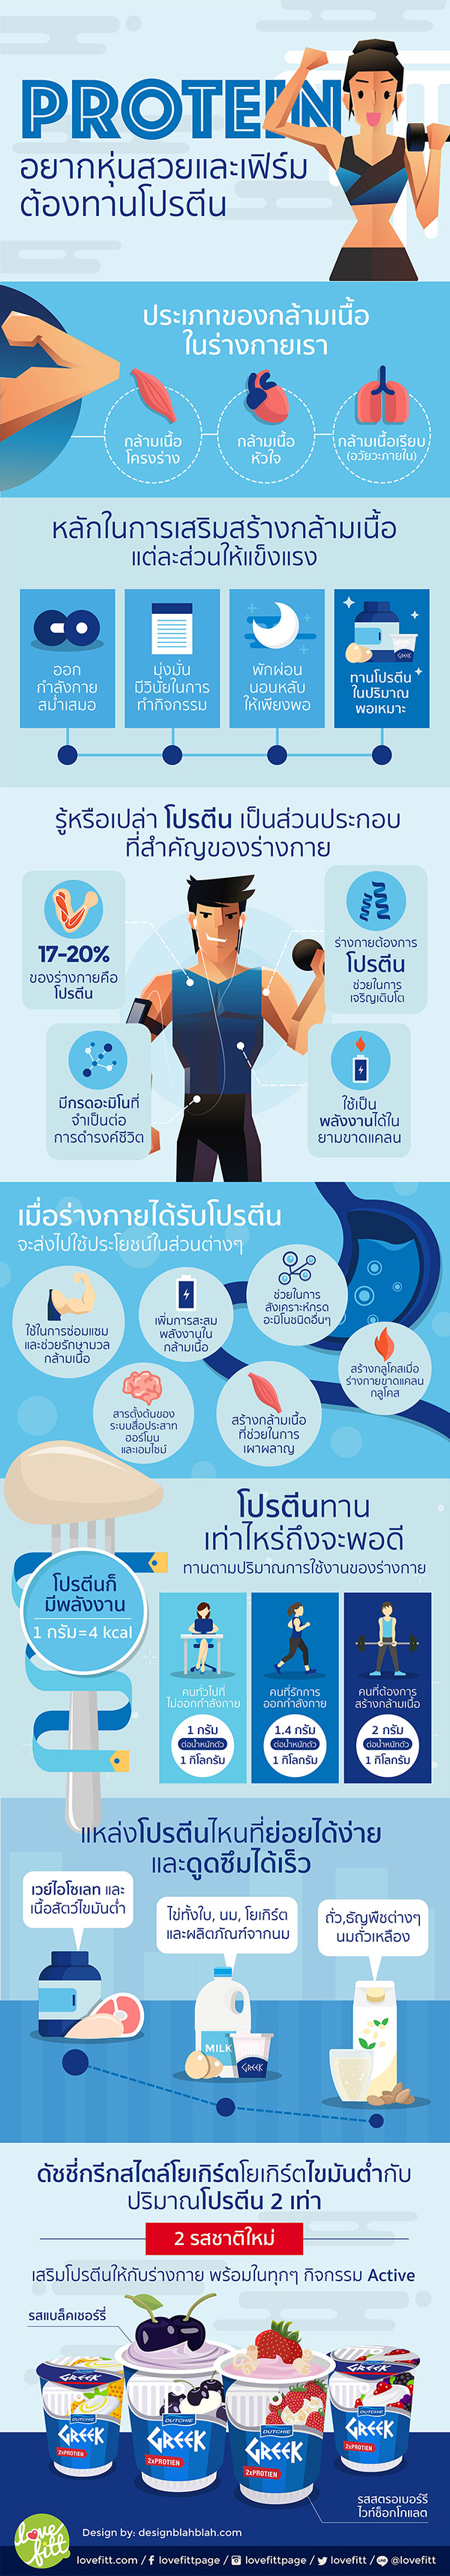 PROTEIN
อยากหุ่นสวยและเฟิร์ม
ต้องทานโปรตีน
ประเภทของกล้ามเนื้อ
ในร่างกายเรา
กล้ามเนื้อ
โครงร่าง
กล้ามเนื้อ
หัวใจ
กล้ามเนื้อเรียบ
(อวัยวะภายใน)
หลักในการเสริมสร้างกล้ามเนื้อ
แต่ละส่วนให้แข็งแรง
ออก
กำลังกาย
สม่ำเสมอ
มุ่งมั่น
มีวินัยในการ
ทำกิจกรรม
พักผ่อน
นอนหลับ
ให้เพียงพอ
GREEK
ทานโปรตีน
ในปริมาณ
พอเหมาะ
รู้หรือเปล่า โปรตีน เป็นส่วนประกอบ
ที่สำคัญของร่างกาย
17-20%
ของร่างกายคือ
โปรตีน
ร่างกายต้องการ
โปรตีน
ช่วยในการ
เจริญเติบโต
มีกรดอะมิโนที่
จำเป็นต่อ
การดำรงค์ชีวิต
ใช้เป็น
พลังงานได้ใน
ยามขาดแคลน
เมื่อร่างกายได้รับโปรตีน
จะส่งไปใช้ประโยชน์ในส่วนต่างๆ
ใช้ในการซ่อมแซม
และช่วยรักษามวล
กล้ามเนื้อ
เพิ่มการสะสม
พลังงานใน
กล้ามเนื้อ
ช่วยในการ
สังเคราะห์กรด
อะมิโนชนิดอื่นๆ
สร้างกลูโคสเมื่อ
ร่างกายขาดแคลน
กลูโคส
สารตั้งต้นของ
ระบบสื่อประสาท
ฮอร์โมน
และเอนไซม์
สร้างกล้ามเนื้อ
ที่ช่วยในการ
เผาผลาญ
โปรตีนทาน
เท่าไหร่ถึงจะพอดี
ทานตามปริมาณการใช้งานของร่างกาย
โปรตีนก็
มีพลังงาน
1 กรัม=4 kcal
คนทั่วไปที่
ไม่ออกกำลังกาย
1 กรัม
ต่อน้ำหนักตัว
1 กิโลกรัม
คนที่รักการ
ออกกำลังกาย
1.4 กรัม
ต่อน้ำหนักตัว
1 กิโลกรัม
คนที่ต้องการ
สร้างกล้ามเนื้อ
2 กรัม
ต่อน้ำหนักตัว
1 กิโลกรัม
แหล่งโปรตีนไหนที่ย่อยได้ง่าย
และดูดซึมได้เร็ว
เวย์ไอโซเลท และ
เนื้อสัตว์ไขมันต่ำ
ไข่ทั้งใบ, นม, โยเกิร์ต
และผลิตภัณฑ์จากนม
ถั่ว,ธัญพืชต่างๆ
นมถั่วเหลือง
MILK
GREEK
ดัชชี่กรีกสไตล์โยเกิร์ตโยเกิร์ตไขมันต่ำกับ
ปริมาณโปรตีน 2 เท่า
2 รสชาติใหม่
เสริมโปรตีนให้กับร่างกาย พร้อมในทุกๆ กิจกรรม Active
รสแบล็คเชอร์รี่
GREEK
2xPROTIEN
DUTCHIE
GREEK
2xPROTIEN
DUTCHIE
GREEK
2xPROTIEN
DUTCHIE
GREEK
2xPROTIEN
รสสตรอเบอร์รี
ไวท์ช็อกโกแลต
love
fitt
Design by: designblahblah.com
lovefitt.com / lovefittpage / lovefittpage / lovefitt / @lovefitt